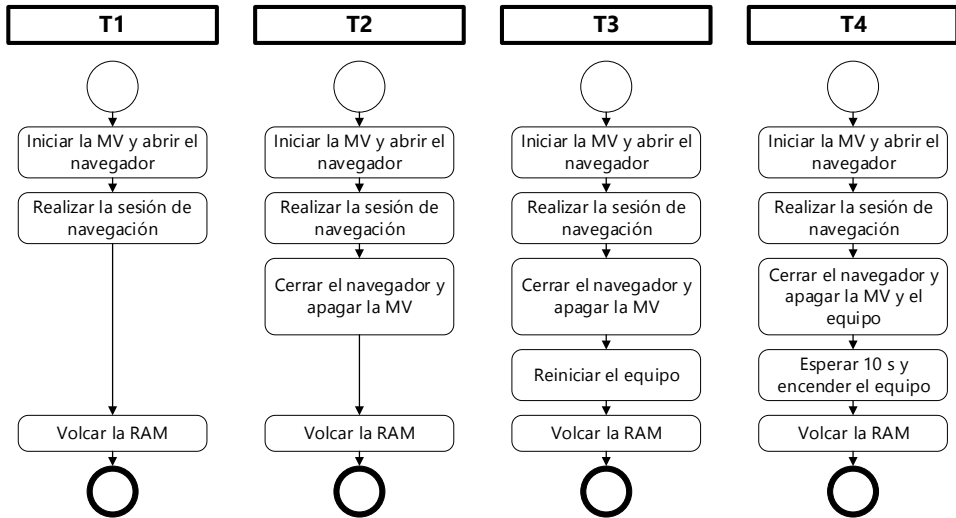 T1
Iniciar la MV y abrir el
navegador
Realizar la sesión de
navegación
Volcar la RAM
T2
Iniciar la MV y abrir el
navegador
Realizar la sesión de
navegación
Cerrar el navegador y
apagar la MV
Volcar la RAM
T3
Iniciar la MV y abrir el
navegador
Realizar la sesión de
navegación
Cerrar el navegador y
apagar la MV
Reiniciar el equipo
Volcar la RAM
T4
Iniciar la MV y abrir el
navegador
Realizar la sesión de
navegación
Cerrar el navegador y
apagar la MV y el
equipo
Esperar 10 s y
encender el equipo
Volcar la RAM